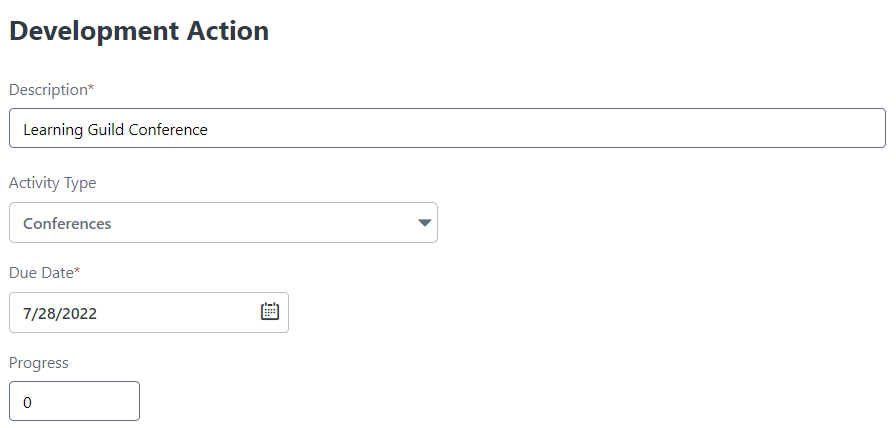 Development Action
Description*
Learning Guild Conference
Activity Type
Conferences
Due Date*
7/28/2022
Progress
0